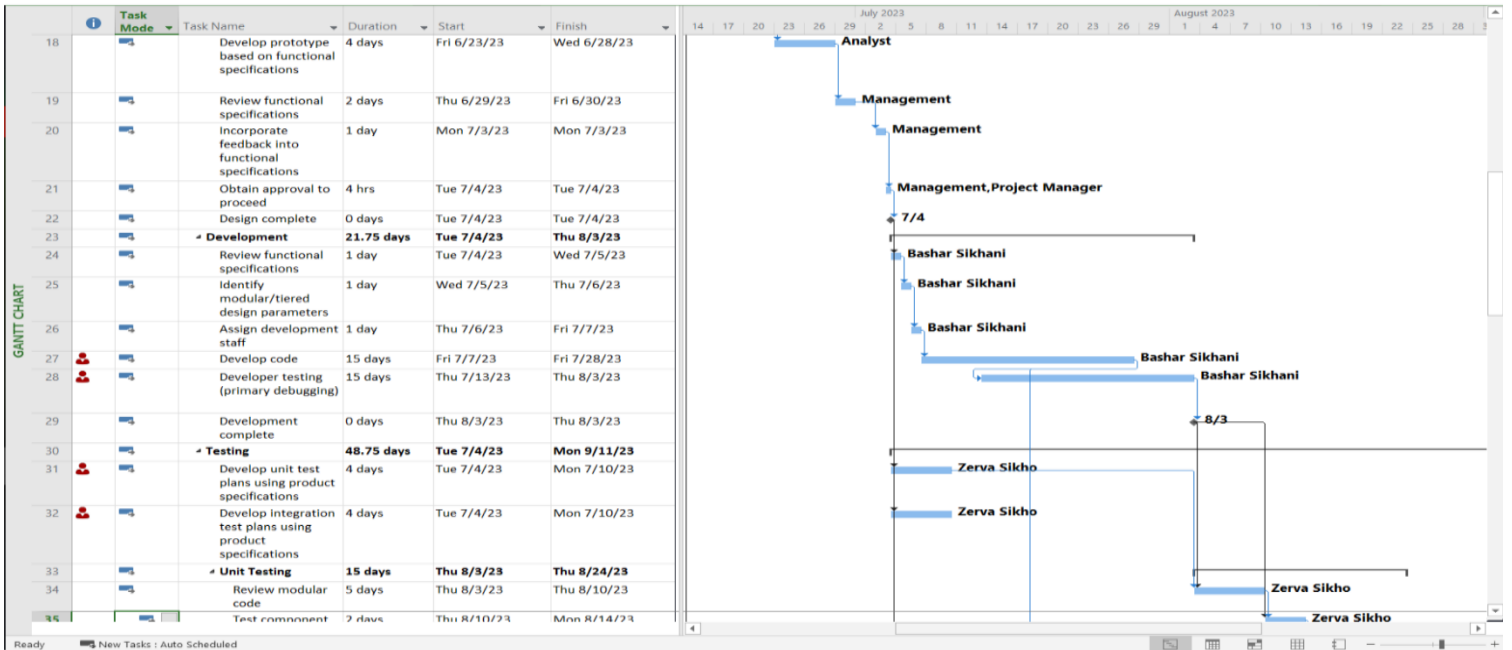 July 2023 August 2023
Task Mode Task Name Duration Start Finish 14 17 20 23 26 29 2 5 8 11 14 17 20 23 26 29 1 4 7 10 13 16 19 22 25 28
18 Develop prototype based on functional specifications 4 days Fri 6/23/23 Wed 6/28/23 Analyst
19 Review functional specifications 2 days Thu 6/29/23 Fri 6/30/23 Management
20 Incorporate feedback into functional specifications 1 day Mon 7/3/23 Mon 7/3/23 Management
21 Obtain approval to proceed 4 hrs Tue 7/4/23 Tue 7/4/23 Management,Project Manager
22 Design complete 0 days Tue 7/4/23 Tue 7/4/23 7/4
23 Development 21.75 days Tue 7/4/23 Thu 8/3/23
24 Review functional specifications 1 day Tue 7/4/23 Wed 7/5/23 Bashar Sikhani
25 Identify modular/tiered design parameters 1 day Wed 7/5/23 Thu 7/6/23 Bashar Sikhani
26 Assign development staff 1 day Thu 7/6/23 Fri 7/7/23 Bashar Sikhani
27 Develop code 15 days Fri 7/7/23 Fri 7/28/23 Bashar Sikhani
28 Developer testing (primary debugging) 15 days Thu 7/13/23 Thu 8/3/23 Bashar Sikhani
29 Development complete 0 days Thu 8/3/23 Thu 8/3/23 8/3
30 Testing 48.75 days Tue 7/4/23 Mon 9/11/23
31 Develop unit test plans using product specifications 4 days Tue 7/4/23 Mon 7/10/23 Zerva Sikho
32 Develop integration test plans using product specifications 4 days Tue 7/4/23 Mon 7/10/23 Zerva Sikho
33 Unit Testing 15 days Thu 8/3/23 Thu 8/24/23
34 Review modular code 5 days Thu 8/3/23 Thu 8/10/23 Zerva Sikho
35 Test component 2 days Thu 8/10/23 Mon 8/14/23 Zerva Sikho
GANTT CHART
Ready New Tasks : Auto Scheduled